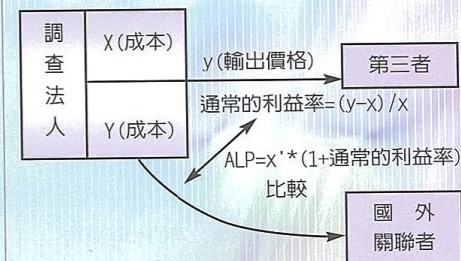 調查法人
X(成本)
y(輸出價格)
第三者
通常的利益率=(y-x)/x
Y(成本)
ALP=x'*(1+通常的利益率)
比較
國外
關聯者